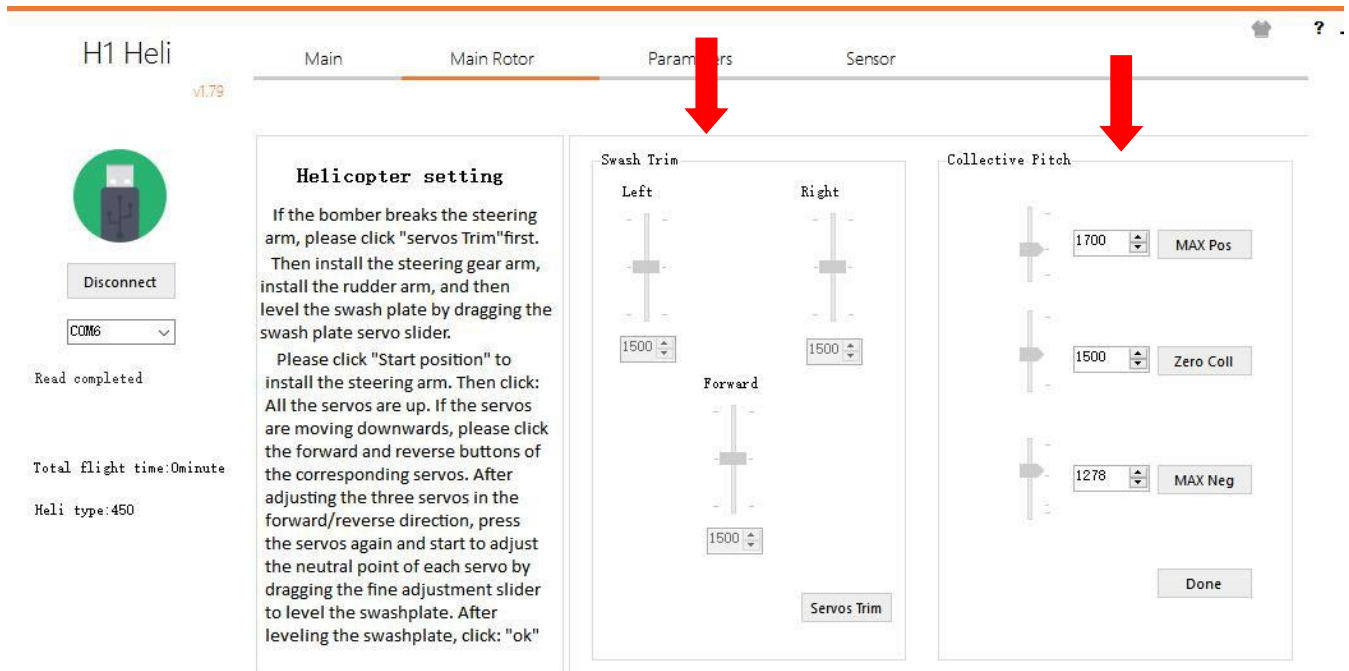 H1 Heli
v1.79
Main
Main Rotor
Parameters
Sensor
?
Disconnect
COM6
Read completed
Total flight time:0minute
Heli type:450
Helicopter setting
If the bomber breaks the steering
arm, please click "servos Trim"first.
Then install the steering gear arm,
install the rudder arm, and then
level the swash plate by dragging the
swash plate servo slider.
Please click "Start position" to
install the steering arm. Then click:
All the servos are up. If the servos
are moving downwards, please click
the forward and reverse buttons of
the corresponding servos. After
adjusting the three servos in the
forward/reverse direction, press
the servos again and start to adjust
the neutral point of each servo by
dragging the fine adjustment slider
to level the swashplate. After
leveling the swashplate, click: "ok"
Swash Trim
Left
Right
1500
1500
Forward
1500
Servos Trim
Collective Pitch
1700
MAX Pos
1500
Zero Coll
1278
MAX Neg
Done